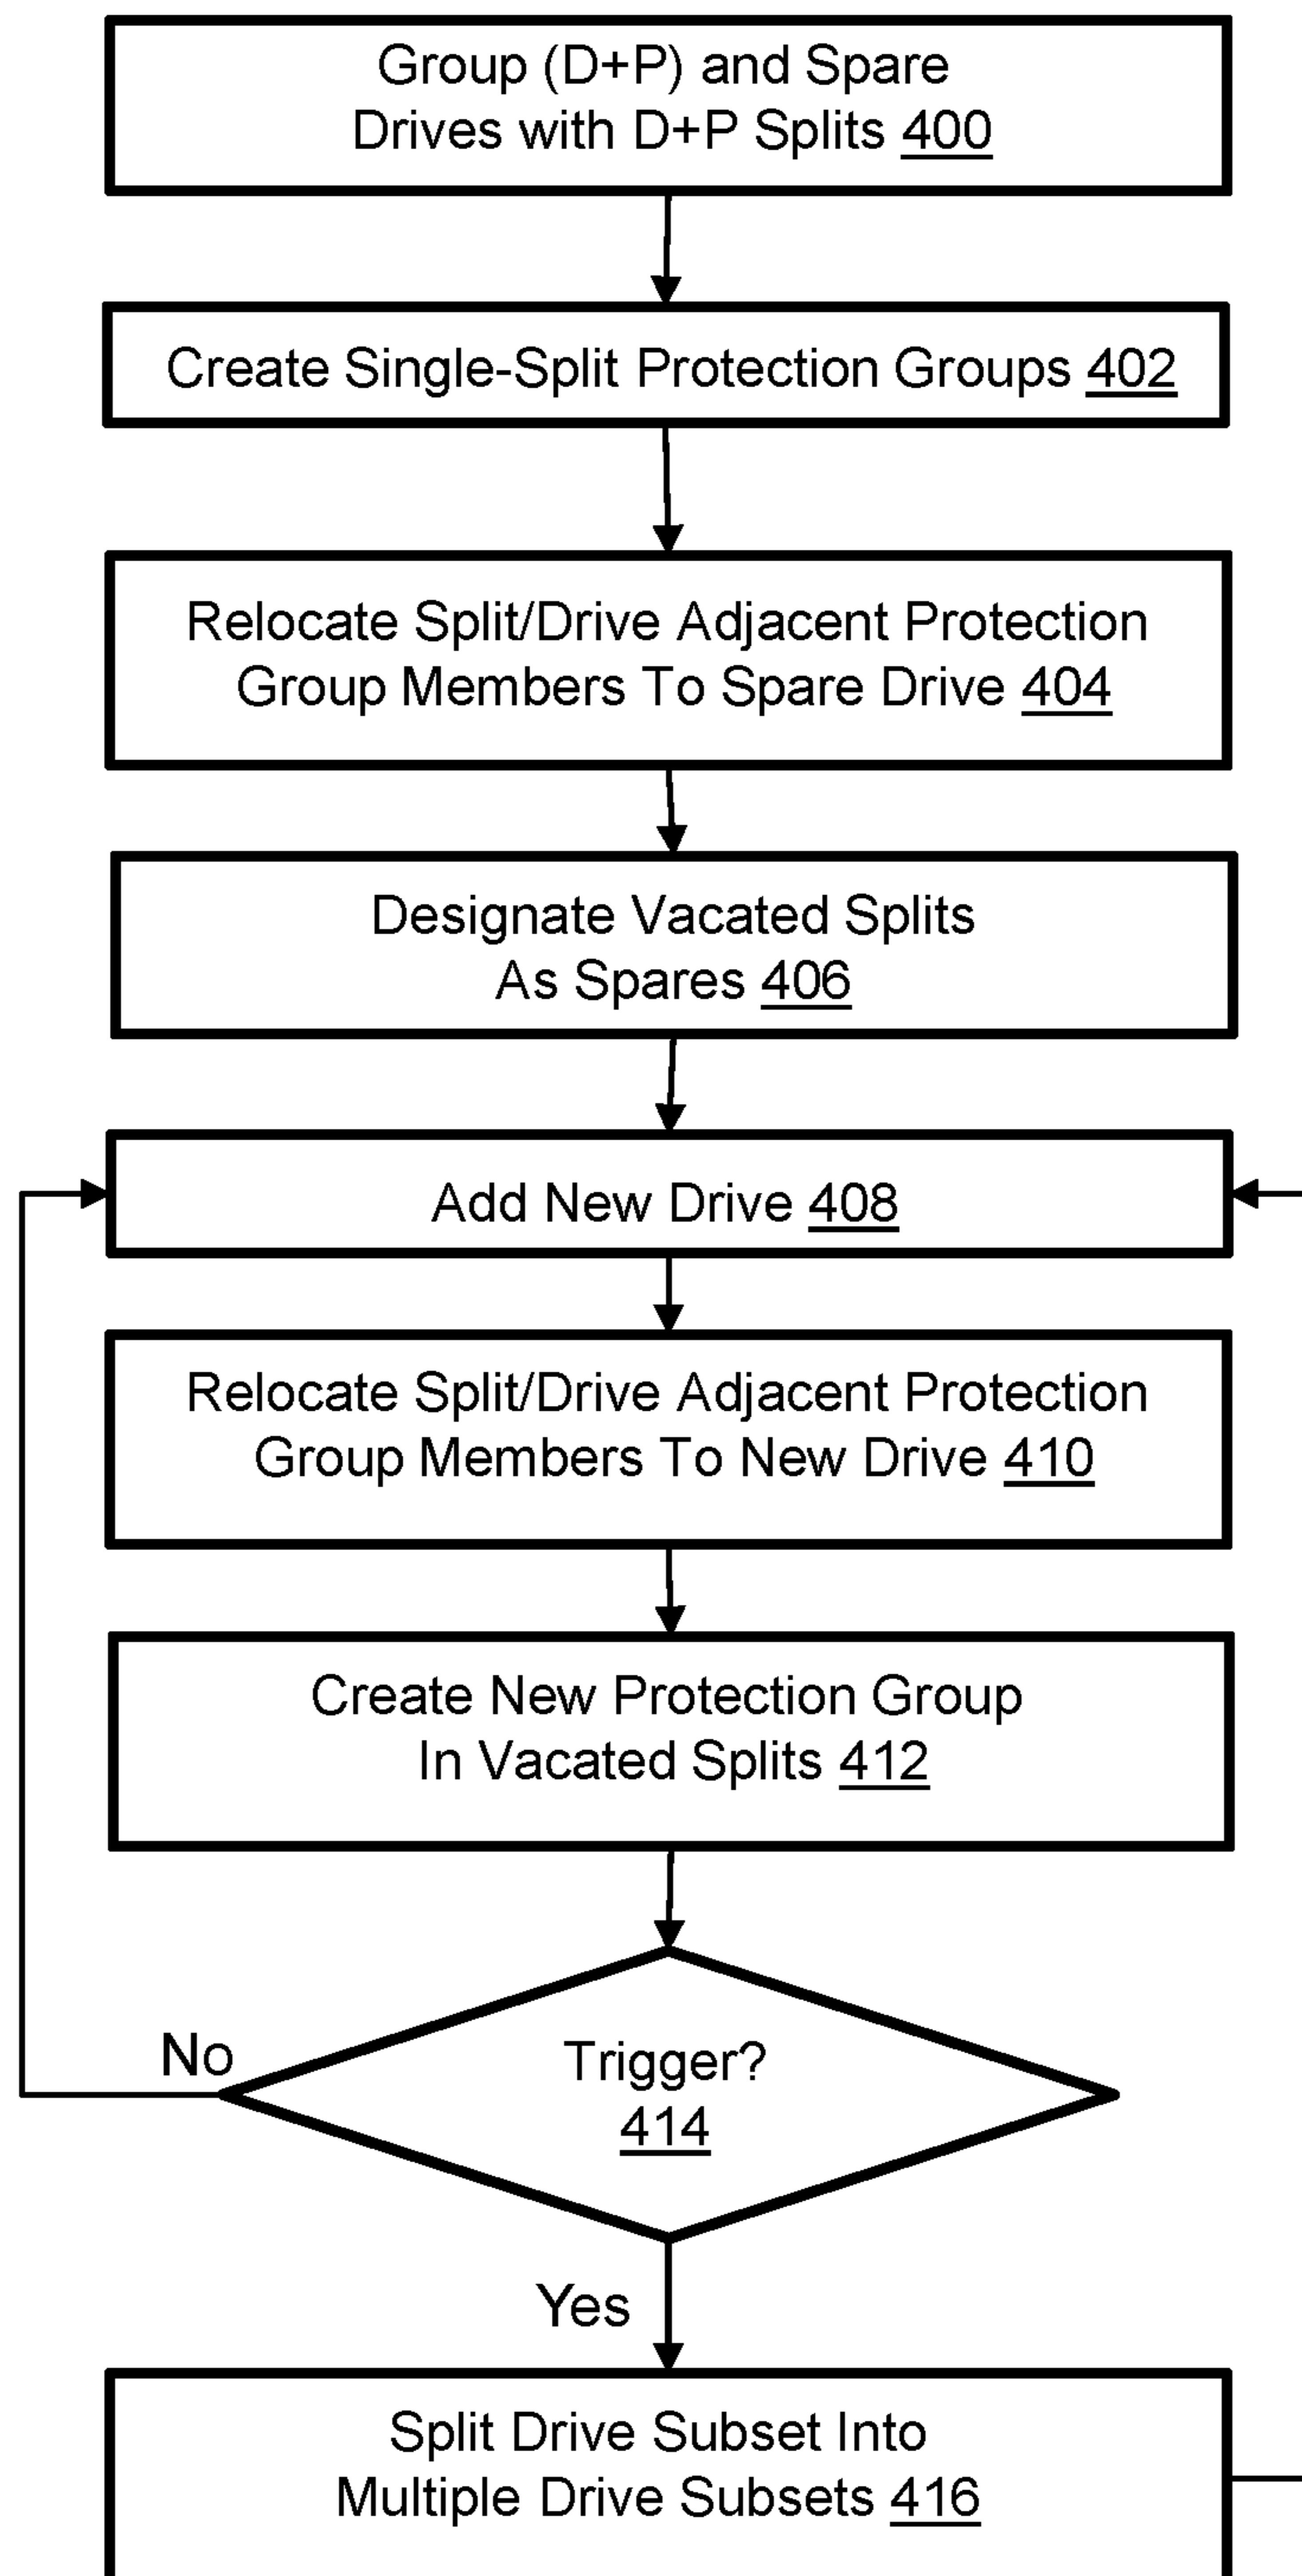 Group (D+P) and Spare
Drives with D+P Splits 400
Create Single-Split Protection Groups 402
Relocate Split/Drive Adjacent Protection
Group Members To Spare Drive 404
Designate Vacated Splits
As Spares 406
Add New Drive 408
Relocate Split/Drive Adjacent Protection
Group Members To New Drive 410
Create New Protection Group
In Vacated Splits 412
Trigger?
414
No
Yes
Split Drive Subset Into
Multiple Drive Subsets 416